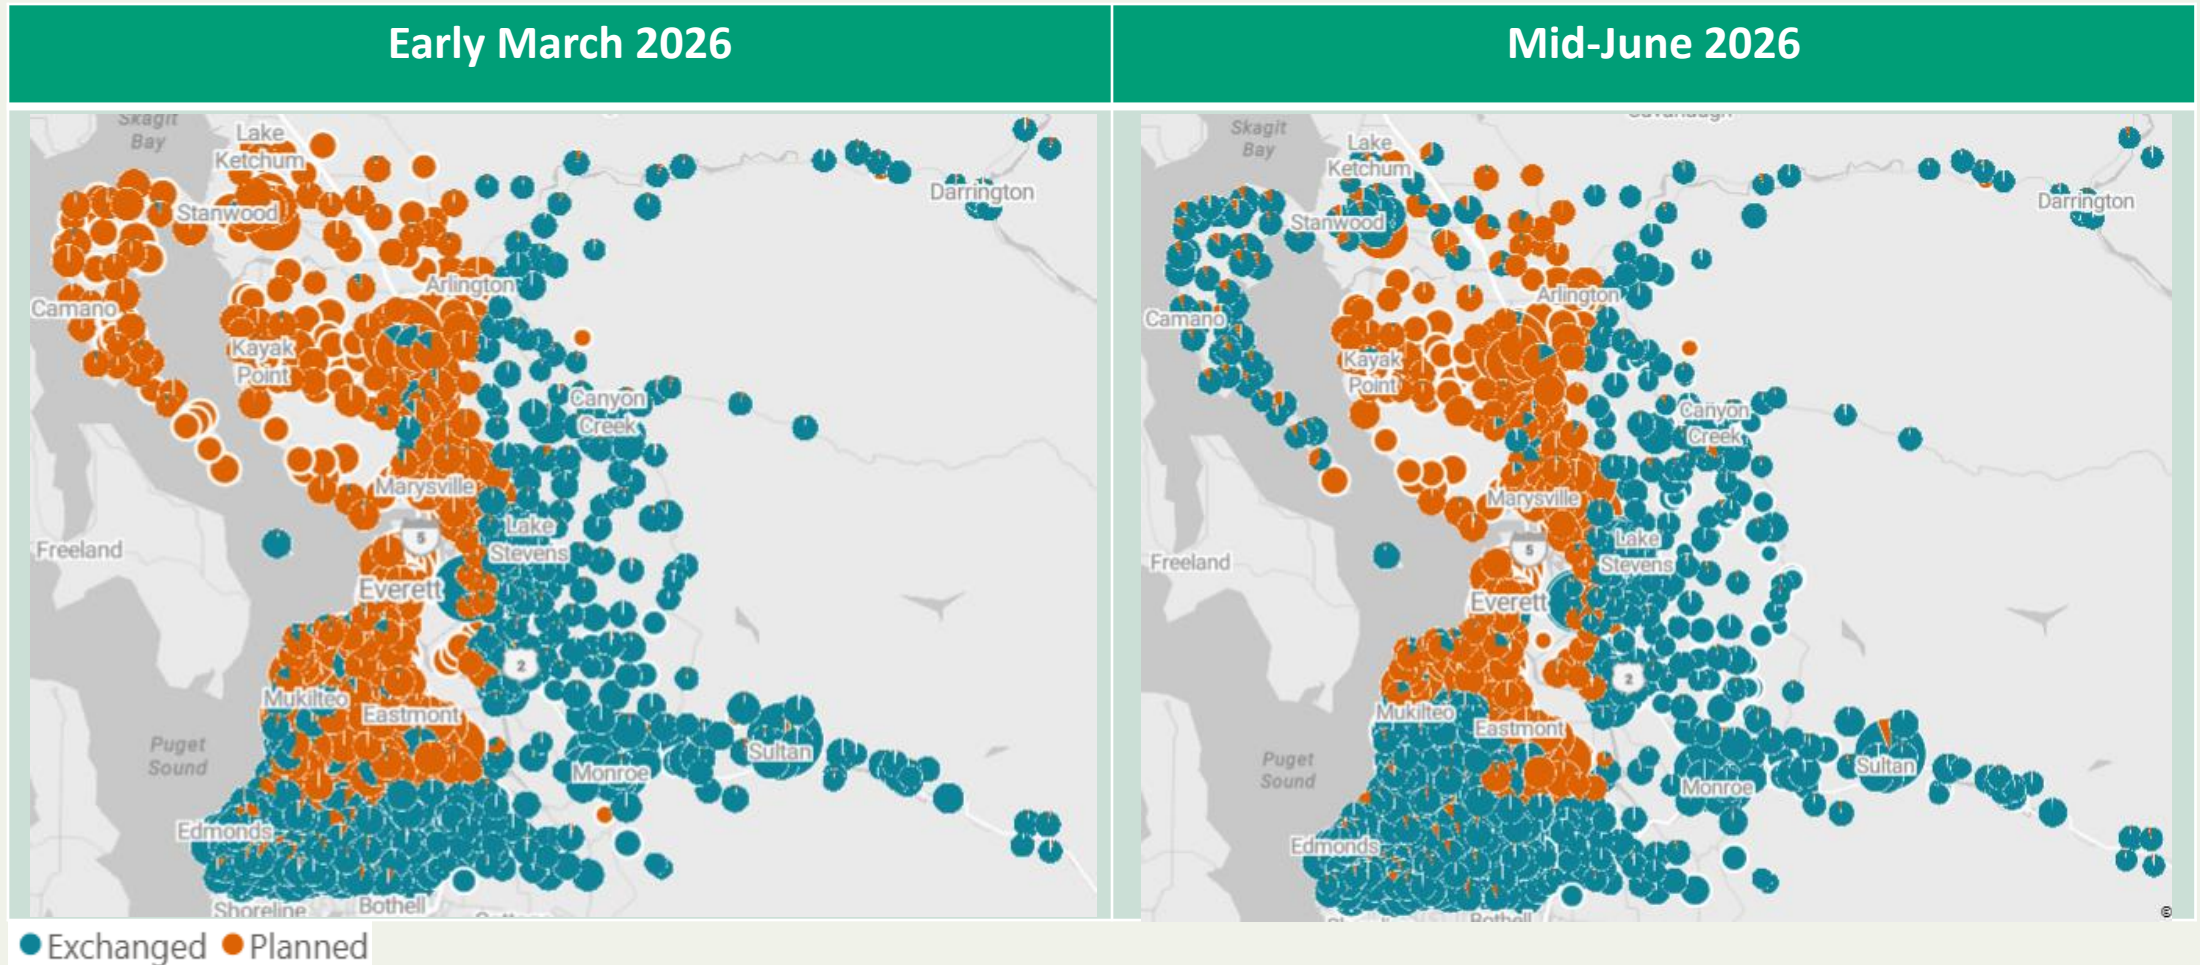 Early March 2026
Mid-June 2026
Skagit
Bay
Lake
Ketchum
Stanwood
Darrington
Arlington
Camano
Kayak
Point
Canyon
Creek
Marysville
5
Lake
Stevens
Freeland
Everett
2
Mukilteo
Eastmont
Puget
Sound
Sultan
Monroe
Edmonds
Bothell
Shoreline
Skagit
Bay
Lake
Ketchum
Stanwood
Darrington
Arlington
Camano
Kayak
Point
Canyon
Creek
Marysville
5
Lake
Stevens
Freeland
Everett
2
Mukilteo
Eastmont
Puget
Sound
Sultan
Monroe
Edmonds
Bothell
©
Exchanged
Planned